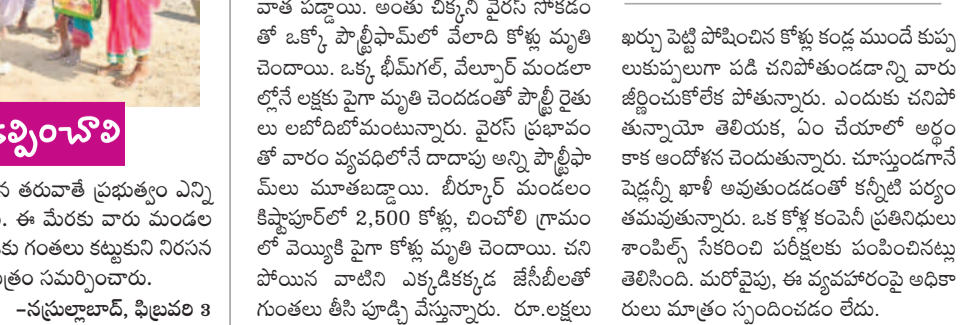 ల్పించాలి
న తరువాతే ప్రభుత్వం ఎన్ని
. ఈ మేరకు వారు మండల
కు గంతలు కట్టుకుని నిరసన
త్రం సమర్పించారు.
-నస్రుల్లాబాద్, ఫిబ్రవరి 3
వాత పడ్డాయి. అంతు చిక్కని వైరస్ సోకడం
తో ఒక్కో పౌల్ట్రీఫామ్‌లో వేలాది కోళ్లు మృతి
చెందాయి. ఒక్క భీమ్‌గల్, వేల్పూర్ మండలా
ల్లోనే లక్షకు పైగా మృతి చెందడంతో పౌల్ట్రీ రైతు
లు లబోదిబోమంటున్నారు. వైరస్ ప్రభావం
తో వారం వ్యవధిలోనే దాదాపు అన్ని పౌల్ట్రీఫా
మ్‌లు మూతబడ్డాయి. బీర్కూర్ మండలం
కిష్టాపూర్‌లో 2,500 కోళ్లు, చించోలి గ్రామం
లో వెయ్యికి పైగా కోళ్లు మృతి చెందాయి. చని
పోయిన వాటిని ఎక్కడికక్కడ జేసీబీలతో
గుంతలు తీసి పూడ్చి వేస్తున్నారు. రూ.లక్షలు
ఖర్చు పెట్టి పోషించిన కోళ్లు కండ్ల ముందే కుప్ప
లుకుప్పలుగా పడి చనిపోతుండడాన్ని వారు
జీర్ణించుకోలేక పోతున్నారు. ఎందుకు చనిపో
తున్నాయో తెలియక, ఏం చేయాలో అర్థం
కాక ఆందోళన చెందుతున్నారు. చూస్తుండగానే
షెడ్లన్నీ ఖాళీ అవుతుండడంతో కన్నీటి పర్యం
తమవుతున్నారు. ఒక కోళ్ల కంపెనీ ప్రతినిధులు
శాంపిల్స్ సేకరించి పరీక్షలకు పంపించినట్లు
తెలిసింది. మరోవైపు, ఈ వ్యవహారంపై అధికా
రులు మాత్రం స్పందించడం లేదు.